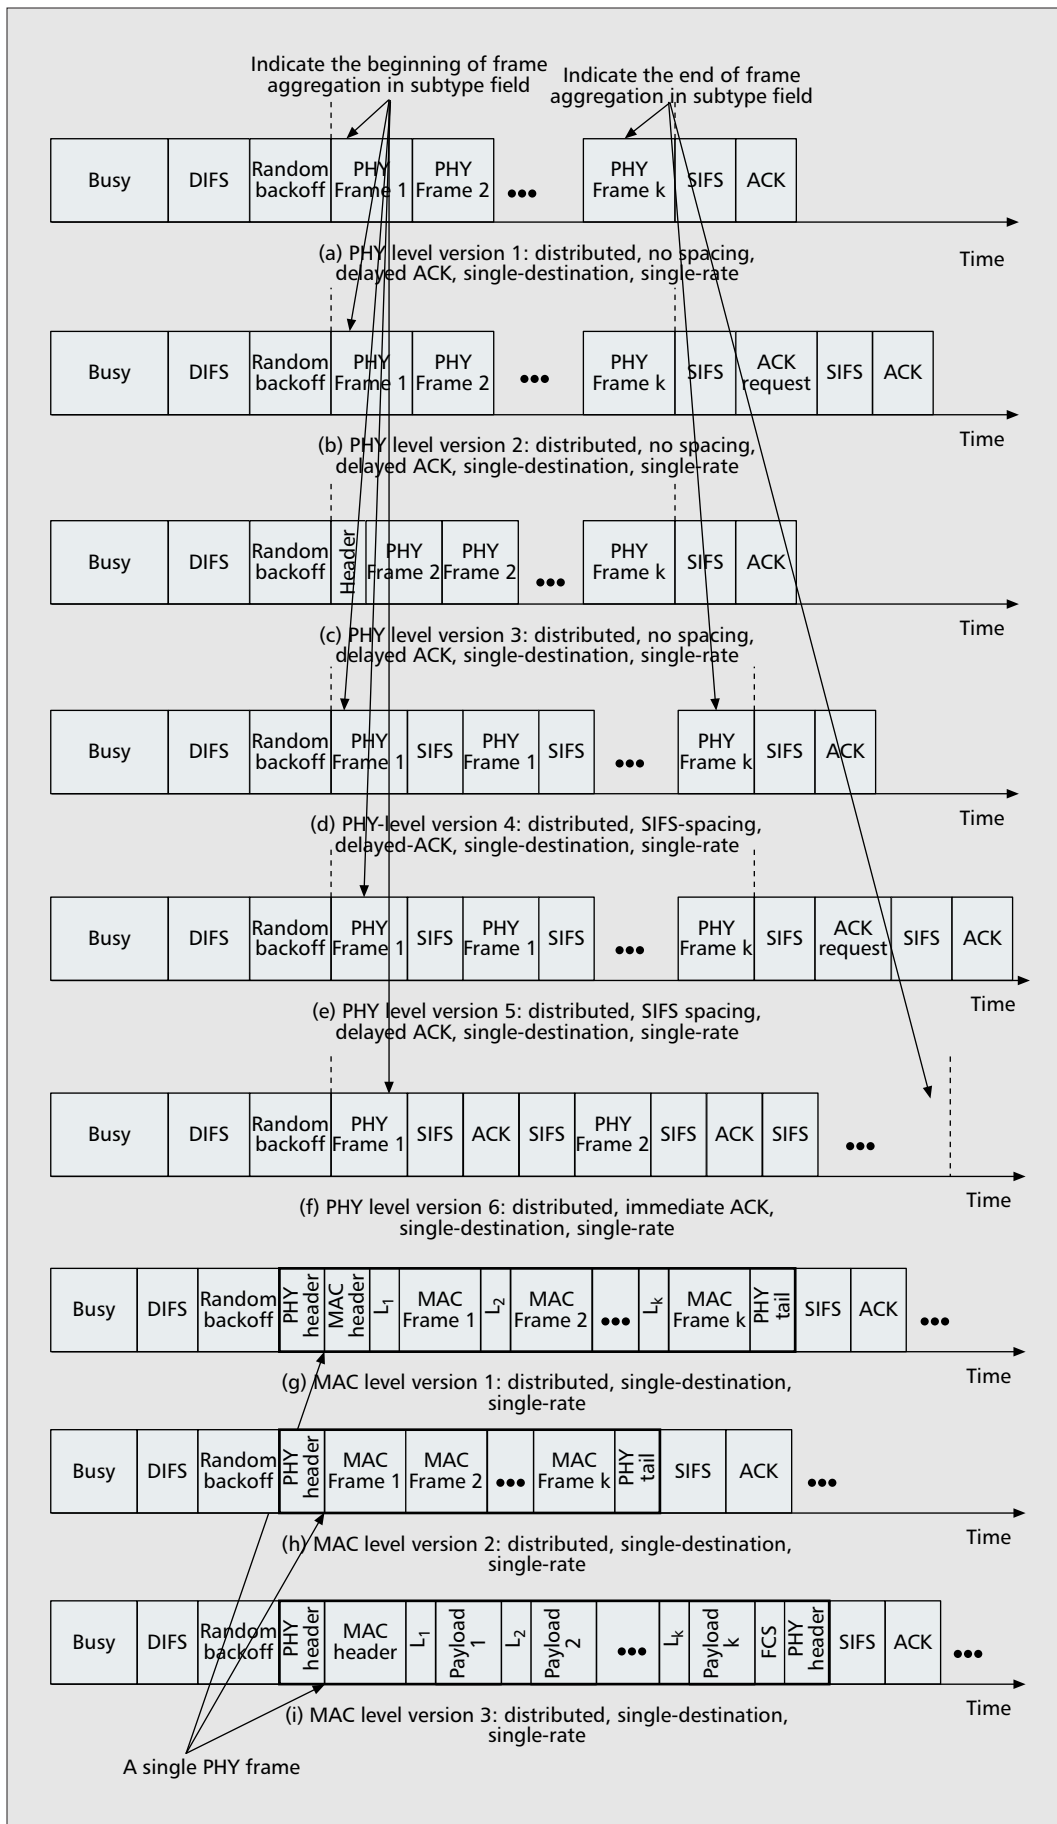 Indicate the beginning of frame
aggregation in subtype field
Indicate the end of frame
aggregation in subtype field
Busy
DIFS
Random
backoff
PHY
Frame 1
PHY
Frame 2
•••
PHY
Frame k
SIFS
ACK
Time
(a) PHY level version 1: distributed, no spacing,
delayed ACK, single-destination, single-rate
Busy
DIFS
Random
backoff
PHY
Frame 1
PHY
Frame 2
•••
PHY
Frame k
SIFS
ACK
request
SIFS
ACK
Time
(b) PHY level version 2: distributed, no spacing,
delayed ACK, single-destination, single-rate
Busy
DIFS
Random
backoff
Header
PHY
Frame 2
PHY
Frame 2
•••
PHY
Frame k
SIFS
ACK
Time
(c) PHY level version 3: distributed, no spacing,
delayed ACK, single-destination, single-rate
Busy
DIFS
Random
backoff
PHY
Frame 1
SIFS
PHY
Frame 1
SIFS
•••
PHY
Frame k
SIFS
ACK
Time
(d) PHY-level version 4: distributed, SIFS-spacing,
delayed-ACK, single-destination, single-rate
Busy
DIFS
Random
backoff
PHY
Frame 1
SIFS
PHY
Frame 1
SIFS
•••
PHY
Frame k
SIFS
ACK
request
SIFS
ACK
Time
(e) PHY level version 5: distributed, SIFS spacing,
delayed ACK, single-destination, single-rate
Busy
DIFS
Random
backoff
PHY
Frame 1
SIFS
ACK
SIFS
PHY
Frame 2
SIFS
ACK
SIFS
•••
Time
(f) PHY level version 6: distributed, immediate ACK,
single-destination, single-rate
Busy
DIFS
Random
backoff
PHY
header
MAC
header
L1
MAC
Frame 1
L2
MAC
Frame 2
•••
Lk
MAC
Frame k
PHY
tail
SIFS
ACK
•••
Time
(g) MAC level version 1: distributed, single-destination,
single-rate
Busy
DIFS
Random
backoff
PHY
header
MAC
Frame 1
MAC
Frame 2
•••
MAC
Frame k
PHY
tail
SIFS
ACK
•••
Time
(h) MAC level version 2: distributed, single-destination,
single-rate
Busy
DIFS
Random
backoff
PHY
header
MAC
header
L1
Payload
1
L2
Payload
2
•••
Lk
Payload
k
FCS
PHY
header
SIFS
ACK
•••
Time
(i) MAC level version 3: distributed, single-destination,
single-rate
A single PHY frame